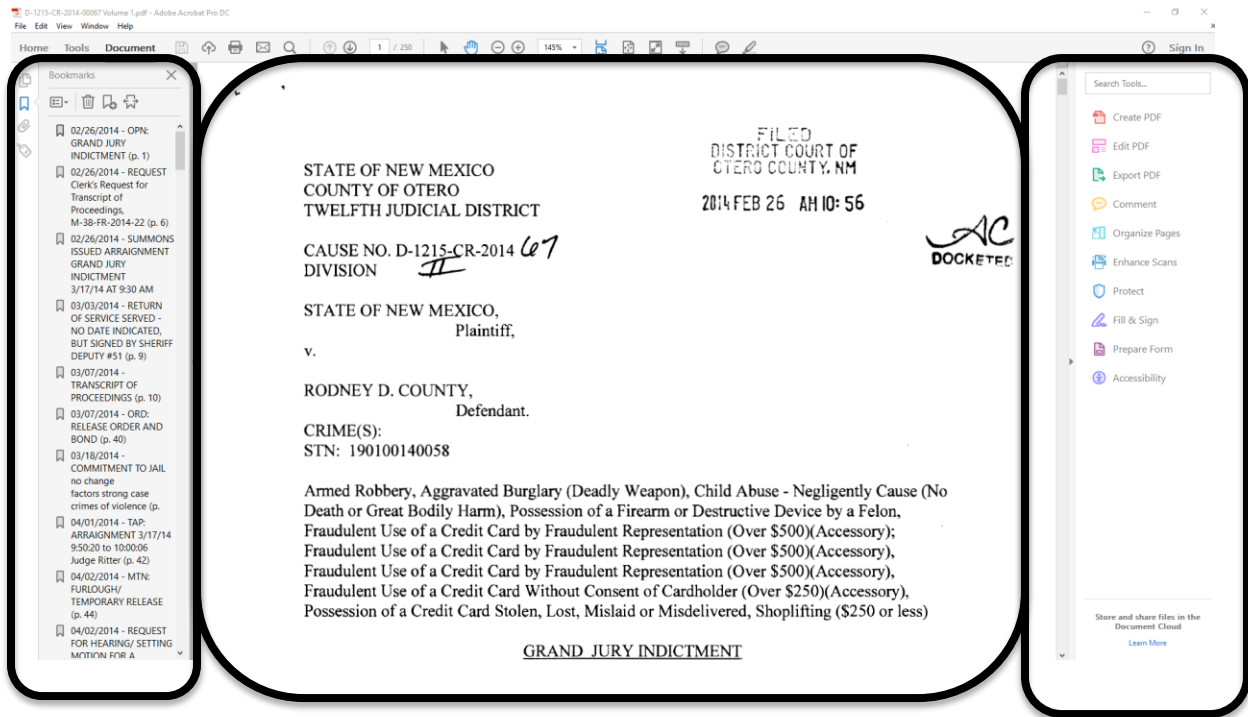 D-1215-CR-2014-00067 Volume 1.pdf - Adobe Acrobat Pro DC
File Edit View Window Help
Home Tools Document 1 / 250 145% Sign In
Bookmarks
02/26/2014 - OPN:
GRAND JURY
INDICTMENT (p. 1)
02/26/2014 - REQUEST
Clerk's Request for
Transcript of
Proceedings,
M-38-FR-2014-22 (p. 6)
02/26/2014 - SUMMONS
ISSUED ARRAIGNMENT
GRAND JURY
INDICTMENT
3/17/14 AT 9:30 AM
03/03/2014 - RETURN
OF SERVICE SERVED -
NO DATE INDICATED,
BUT SIGNED BY SHERIFF
DEPUTY #51 (p. 9)
03/07/2014 -
TRANSCRIPT OF
PROCEEDINGS (p. 10)
03/07/2014 - ORD:
RELEASE ORDER AND
BOND (p. 40)
03/18/2014 -
COMMITMENT TO JAIL
no change
factors strong case
crimes of violence (p.
04/01/2014 - TAP:
ARRAIGNMENT 3/17/14
9:50:20 to 10:00:06
Judge Ritter (p. 42)
04/02/2014 - MTN:
FURLOUGH/
TEMPORARY RELEASE
(p. 44)
04/02/2014 - REQUEST
FOR HEARING/ SETTING
MOTION FOR A
FILED
DISTRICT COURT OF
OTERO COUNTY, NM
2014 FEB 26 AM 10: 56
AC
DOCKETED
STATE OF NEW MEXICO
COUNTY OF OTERO
TWELFTH JUDICIAL DISTRICT
CAUSE NO. D-1215-CR-2014 67
DIVISION II
STATE OF NEW MEXICO,
Plaintiff,
v.
RODNEY D. COUNTY,
Defendant.
CRIME(S):
STN: 190100140058
Armed Robbery, Aggravated Burglary (Deadly Weapon), Child Abuse - Negligently Cause (No
Death or Great Bodily Harm), Possession of a Firearm or Destructive Device by a Felon,
Fraudulent Use of a Credit Card by Fraudulent Representation (Over $500)(Accessory);
Fraudulent Use of a Credit Card by Fraudulent Representation (Over $500)(Accessory),
Fraudulent Use of a Credit Card by Fraudulent Representation (Over $500)(Accessory),
Fraudulent Use of a Credit Card Without Consent of Cardholder (Over $250)(Accessory),
Possession of a Credit Card Stolen, Lost, Mislaid or Misdelivered, Shoplifting ($250 or less)
GRAND JURY INDICTMENT
Search Tools...
Create PDF
Edit PDF
Export PDF
Comment
Organize Pages
Enhance Scans
Protect
Fill & Sign
Prepare Form
Accessibility
Store and share files in the
Document Cloud
Learn More